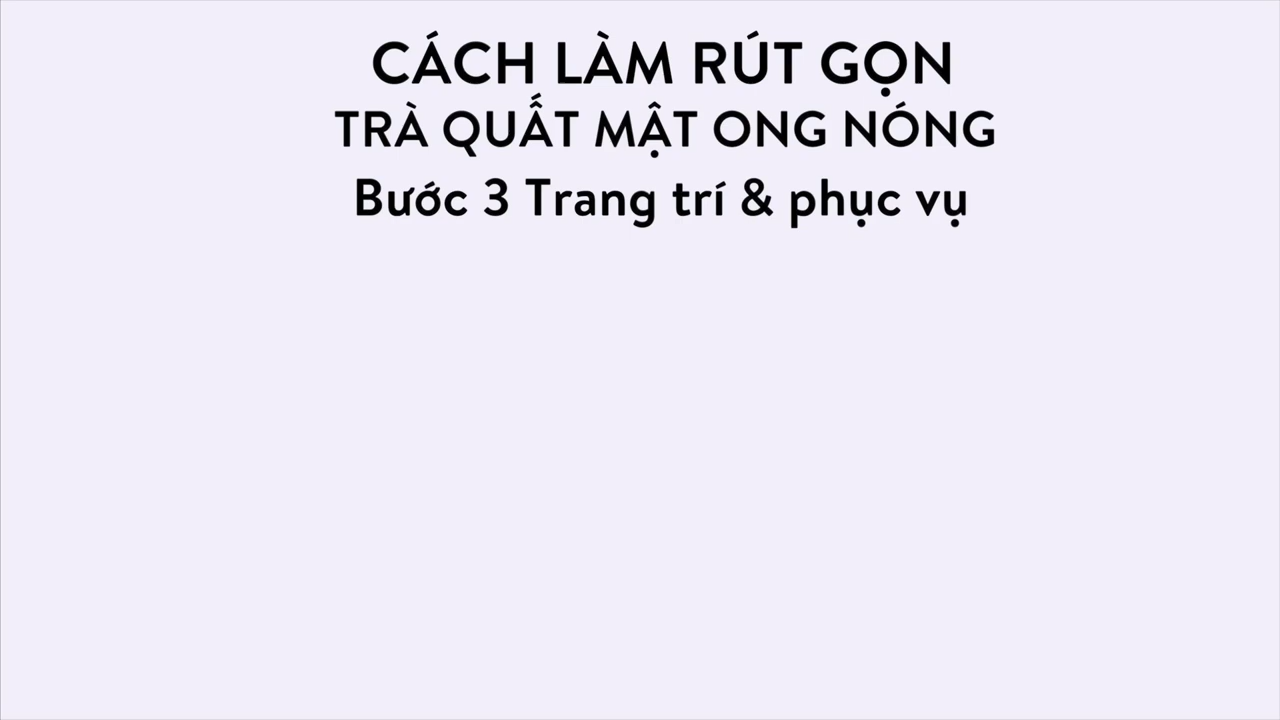 CÁCH LÀM RÚT GỌN
TRÀ QUẤT MẬT ONG NÓNG
Bước 3 Trang trí & phục vụ